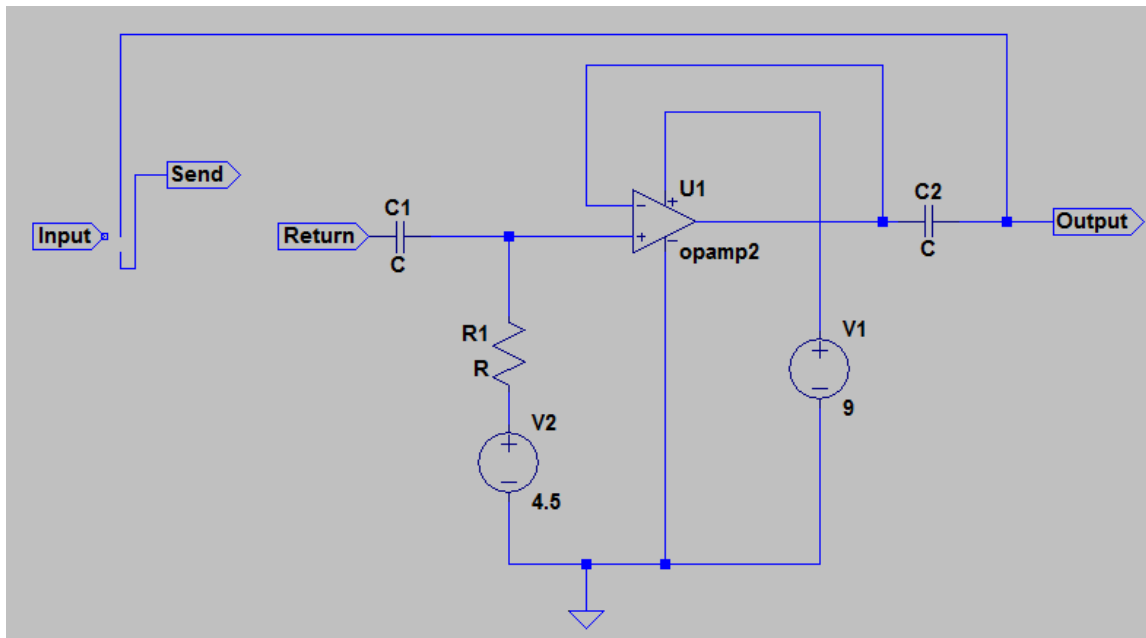 Send
Input
Return
C1
C
R1
R
V2
4.5
U1
opamp2
V1
9
C2
C
Output